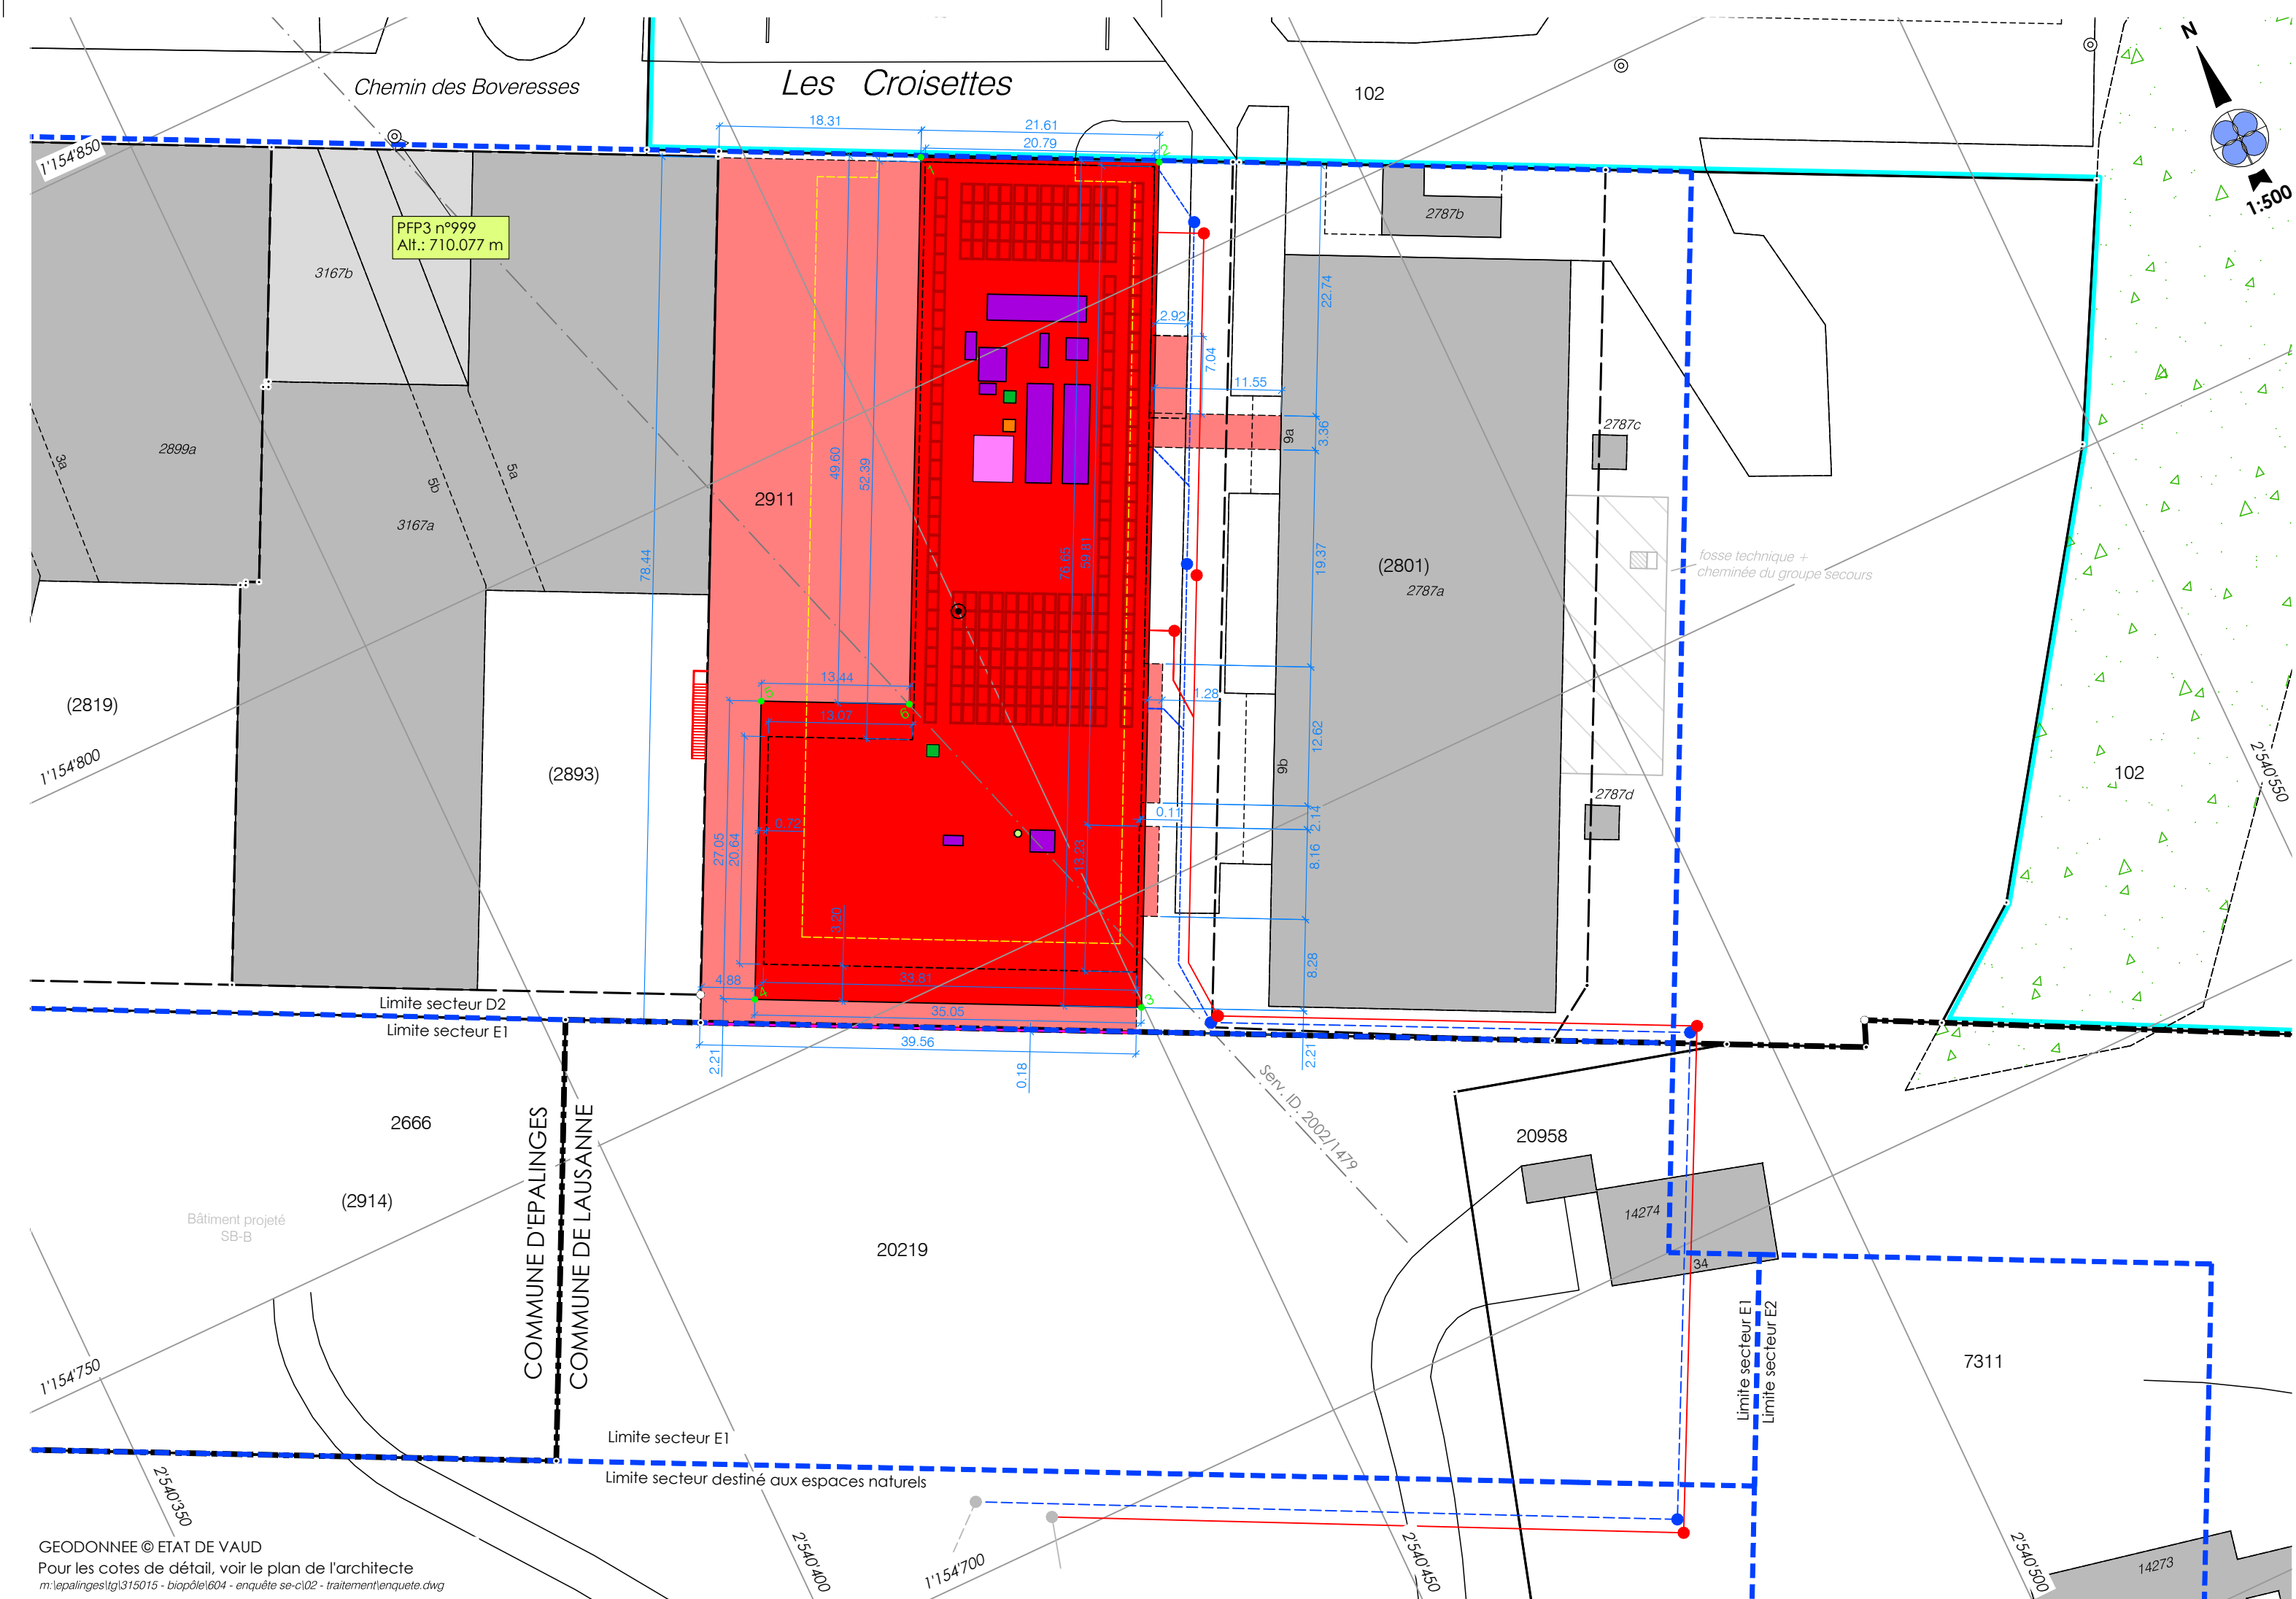 Chemin des Boveresses
Les Croisettes
102
N
1:500
1'154'850
18.31
21.61
20.79
1
2
PFP3 n°999
Alt.: 710.077 m
3167b
2787b
22.74
2.92
7.04
11.55
3.36
9a
2787c
2899a
3a
5b
5a
3167a
2911
49.60
52.39
78.44
76.65
59.81
19.37
(2801)
2787a
fosse technique +
cheminée du groupe secours
(2819)
1'154'800
(2893)
13.44
5
6
13.07
1.28
12.62
9b
2787d
102
2'540'550
0.72
0.11
2.14
27.05
20.64
13.23
8.16
3.20
8.28
4.88
33.81
4
3
35.05
39.56
2.21
0.18
2.21
Limite secteur D2
Limite secteur E1
Serv. ID. 2002/1479
2666
(2914)
Bâtiment projeté
SB-B
COMMUNE D'EPALINGES
COMMUNE DE LAUSANNE
20219
20958
14274
34
Limite secteur E1
Limite secteur E2
7311
1'154'750
Limite secteur E1
Limite secteur destiné aux espaces naturels
2'540'350
2'540'400
1'154'700
2'540'450
2'540'500
14273
GEODONNEE © ETAT DE VAUD
Pour les cotes de détail, voir le plan de l'architecte
m:\epalinges\tg\315015 - biopôle\604 - enquête se-c\02 - traitement\enquete.dwg